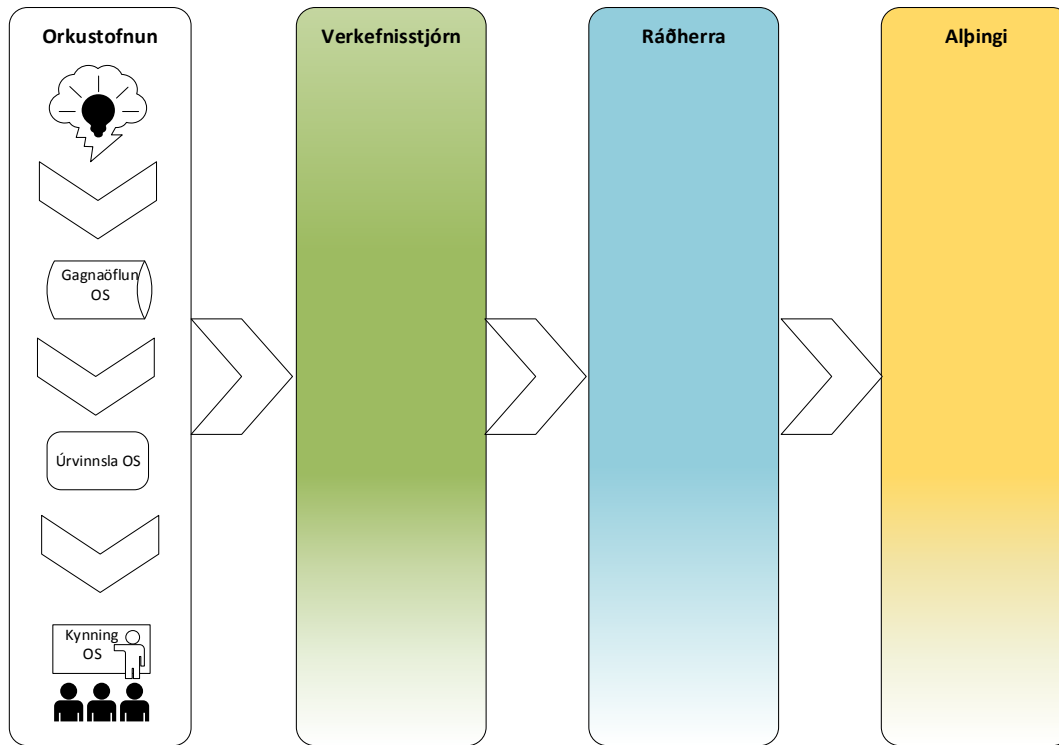 Orkustofnun
Verkefnisstjórn
Ráðherra
Alþingi
Gagnaöflun
OS
Úrvinnsla OS
Kynning
OS